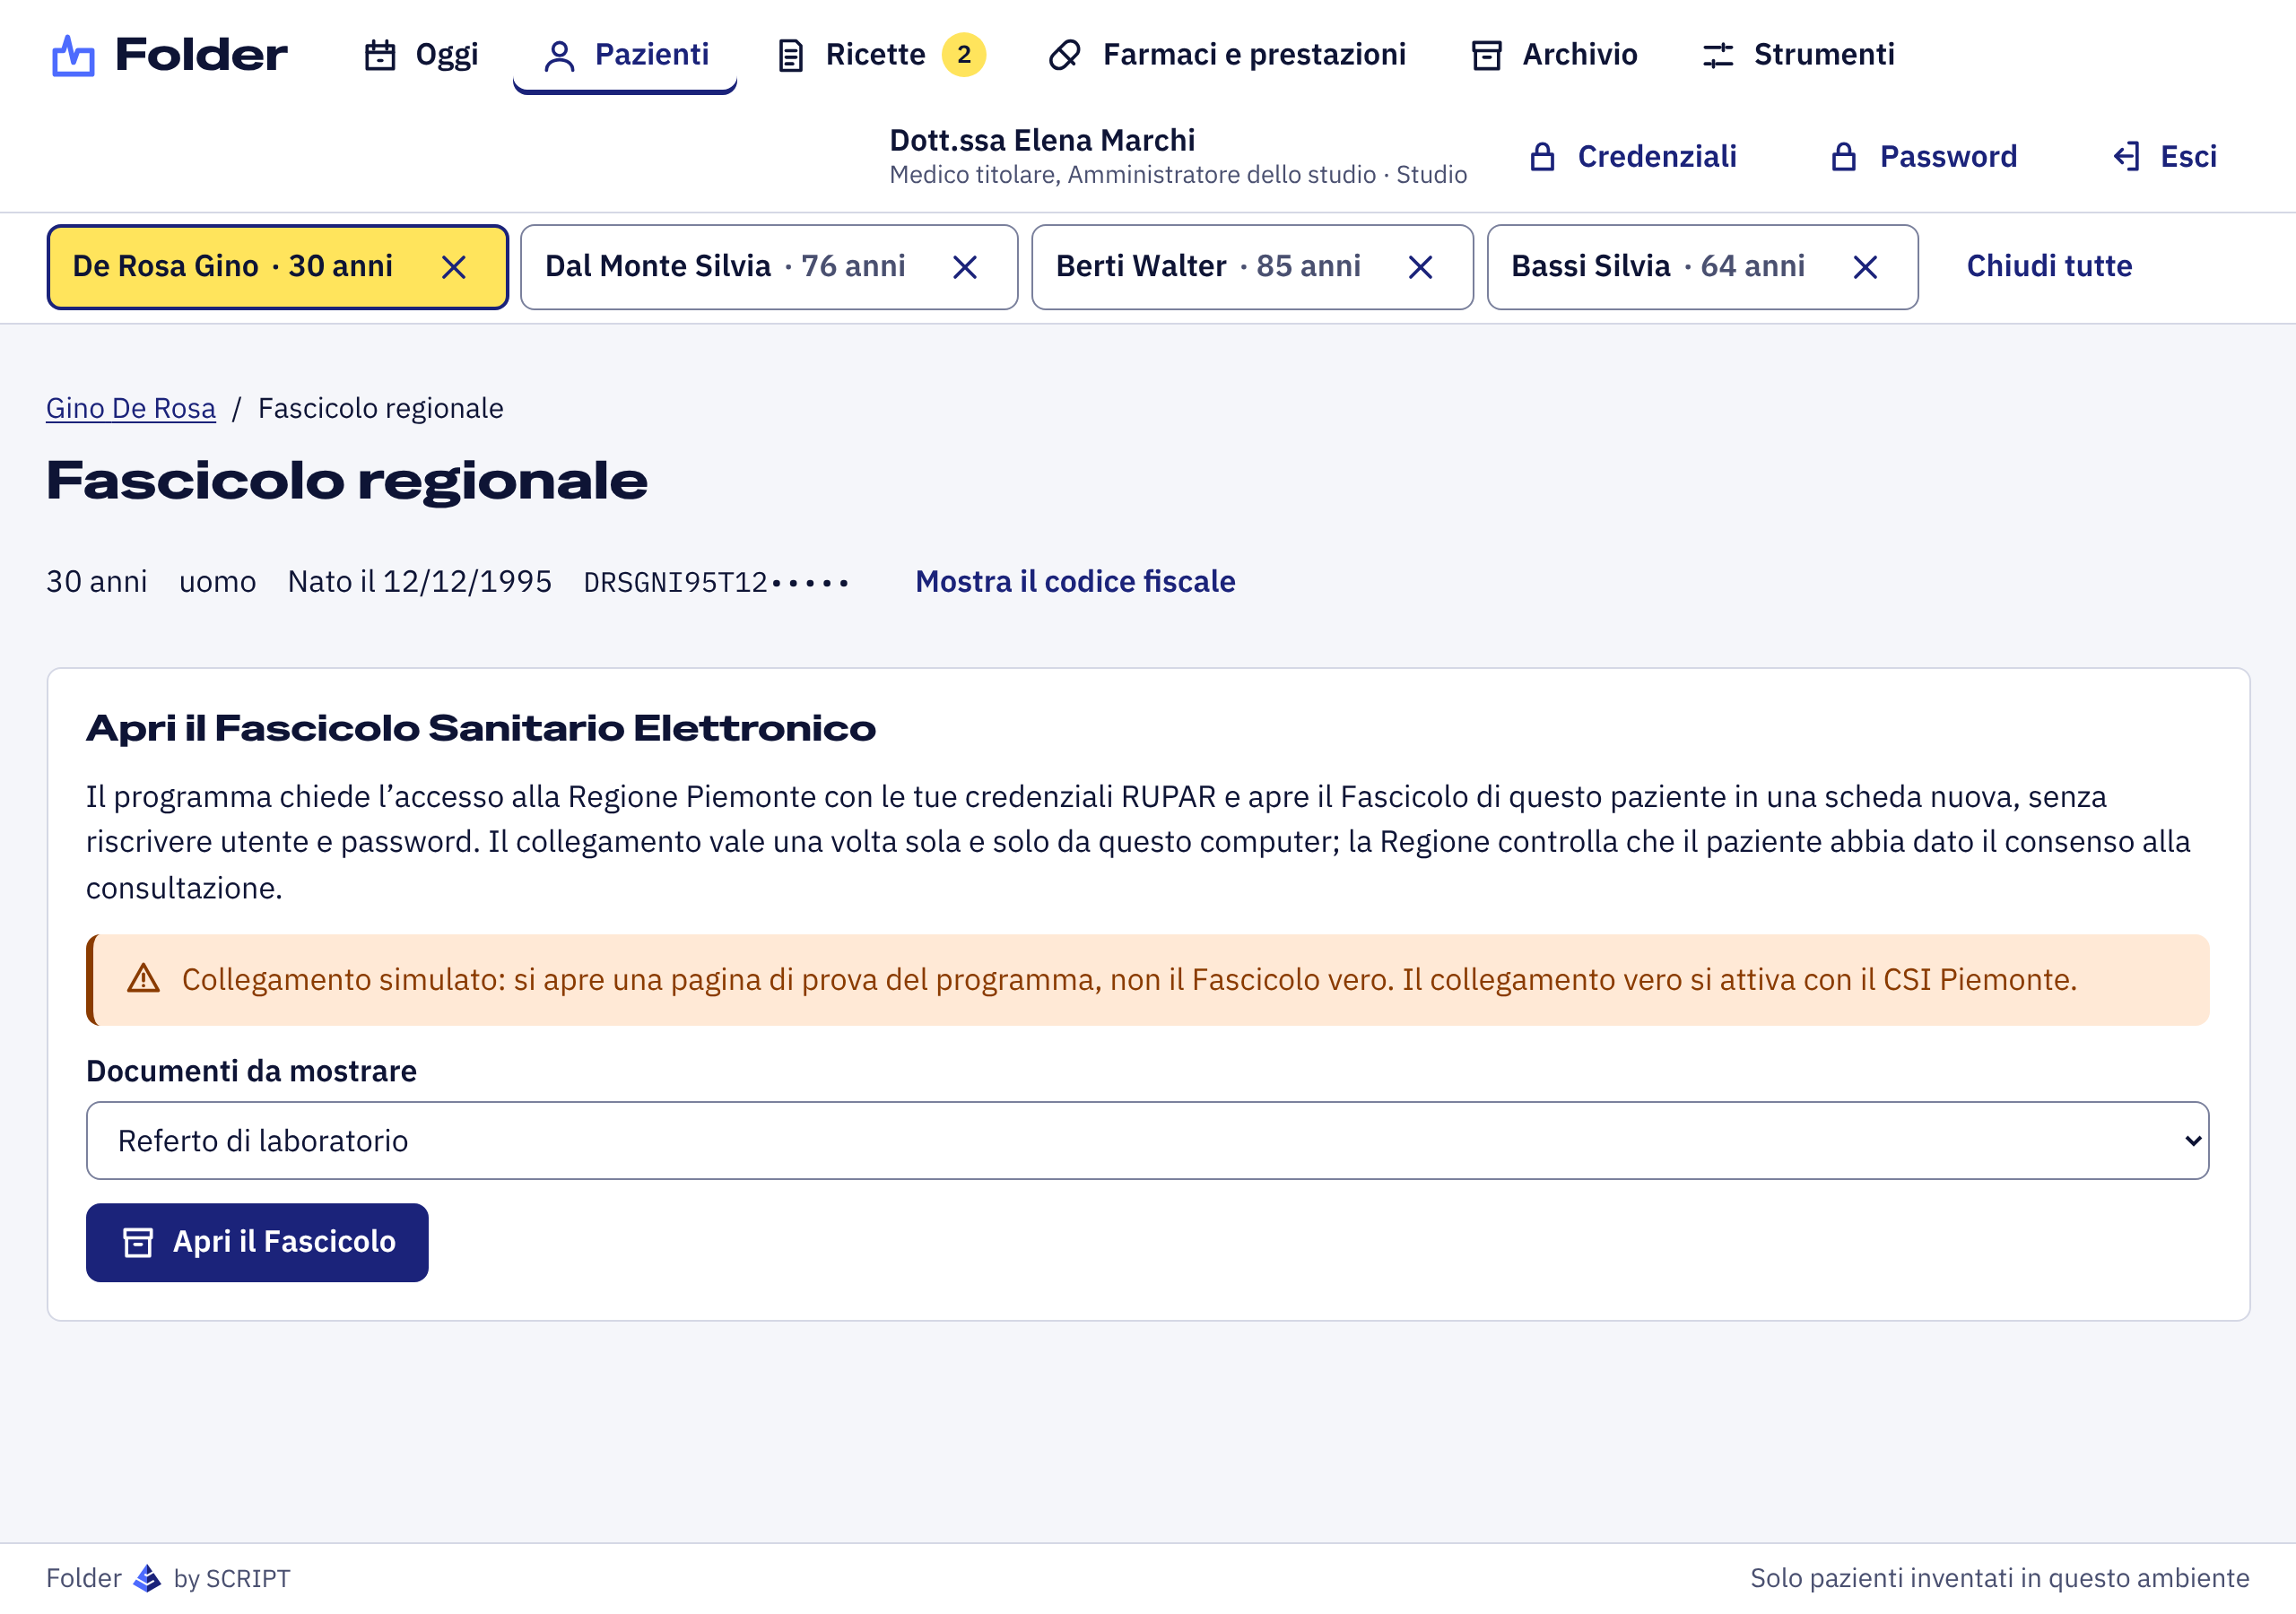 Folder
Oggi
Pazienti
Ricette 2
Farmaci e prestazioni
Archivio
Strumenti
Dott.ssa Elena Marchi
Medico titolare, Amministratore dello studio · Studio
Credenziali
Password
Esci
De Rosa Gino · 30 anni
Dal Monte Silvia · 76 anni
Berti Walter · 85 anni
Bassi Silvia · 64 anni
Chiudi tutte
Gino De Rosa / Fascicolo regionale
Fascicolo regionale
30 anni uomo Nato il 12/12/1995 DRSGNI95T12••••• Mostra il codice fiscale
Apri il Fascicolo Sanitario Elettronico
Il programma chiede l’accesso alla Regione Piemonte con le tue credenziali RUPAR e apre il Fascicolo di questo paziente in una scheda nuova, senza
riscrivere utente e password. Il collegamento vale una volta sola e solo da questo computer; la Regione controlla che il paziente abbia dato il consenso alla
consultazione.
Collegamento simulato: si apre una pagina di prova del programma, non il Fascicolo vero. Il collegamento vero si attiva con il CSI Piemonte.
Documenti da mostrare
Referto di laboratorio
Apri il Fascicolo
Folder by SCRIPT
Solo pazienti inventati in questo ambiente